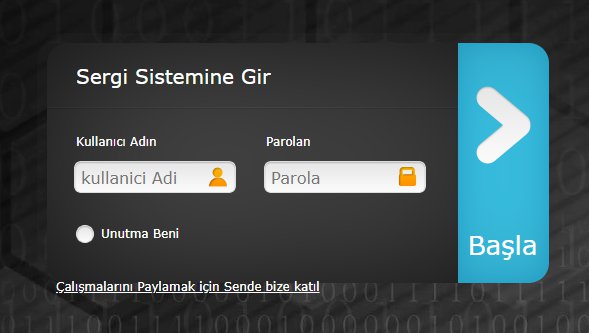 Sergi Sistemine Gir
Kullanıcı Adın
Parolan
kullanici Adi
Parola
Unutma Beni
Başla
Çalışmalarını Paylamak için Sende bize katıl